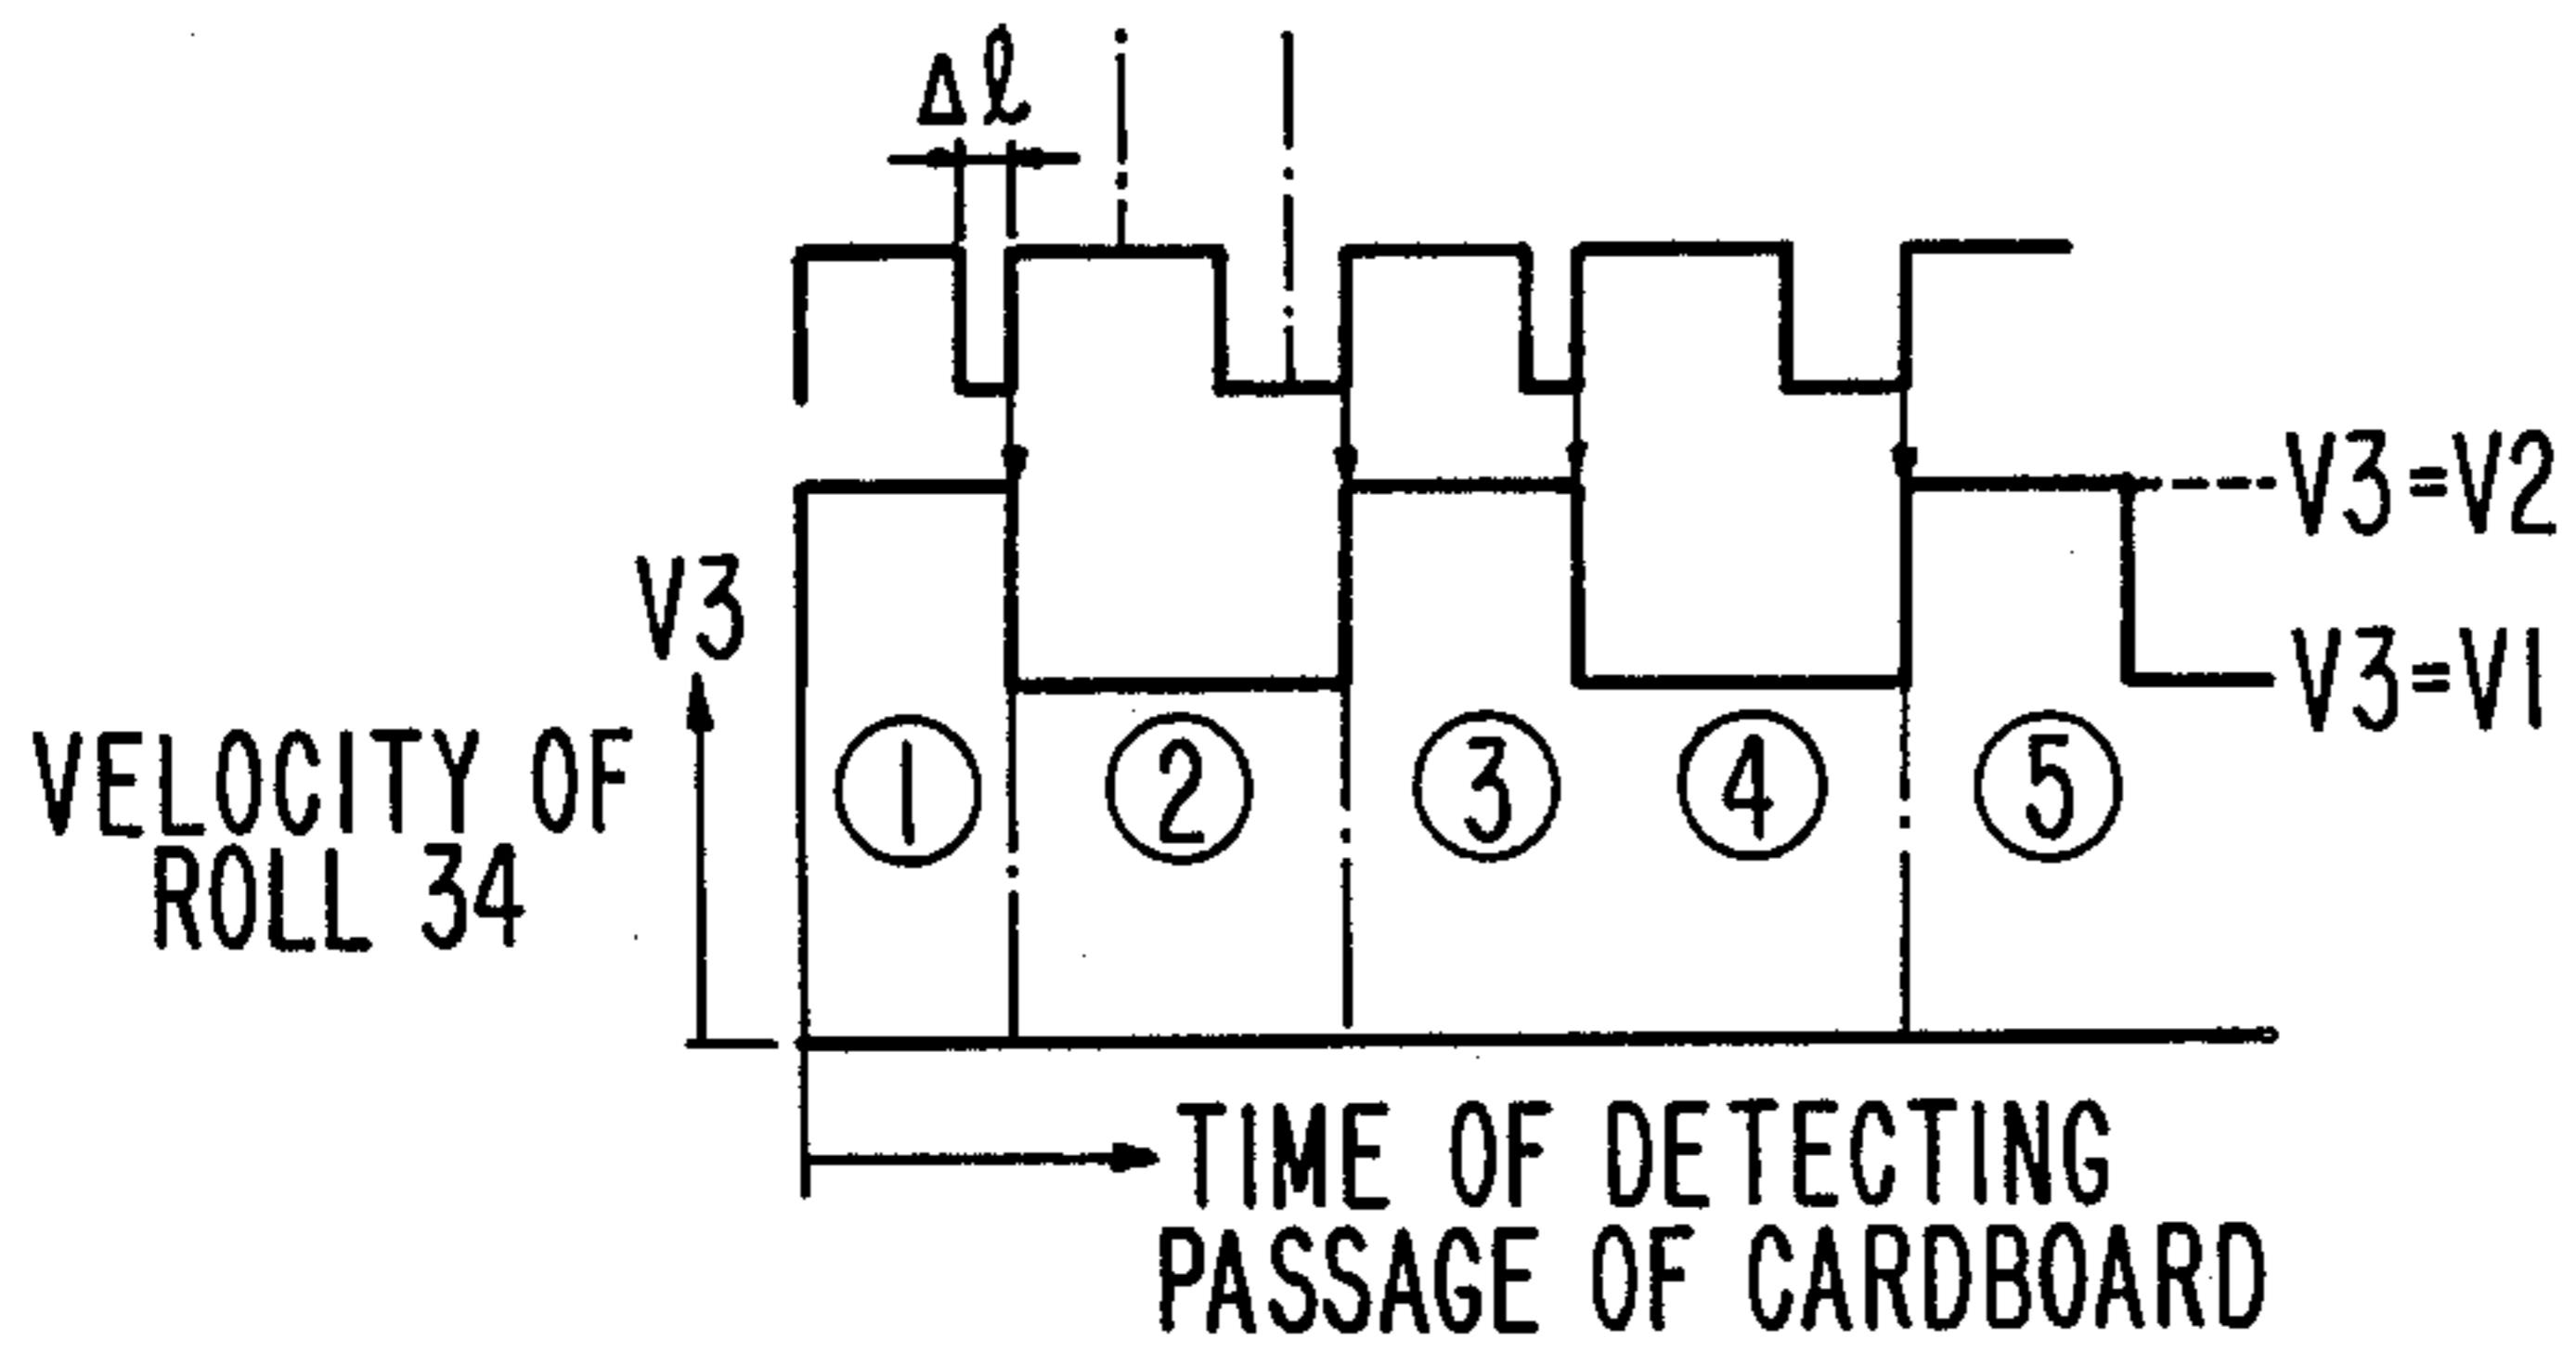 Δℓ
V3=V2
V3
V3=V1
VELOCITY OF
ROLL 34
① ② ③ ④ ⑤
TIME OF DETECTING
PASSAGE OF CARDBOARD